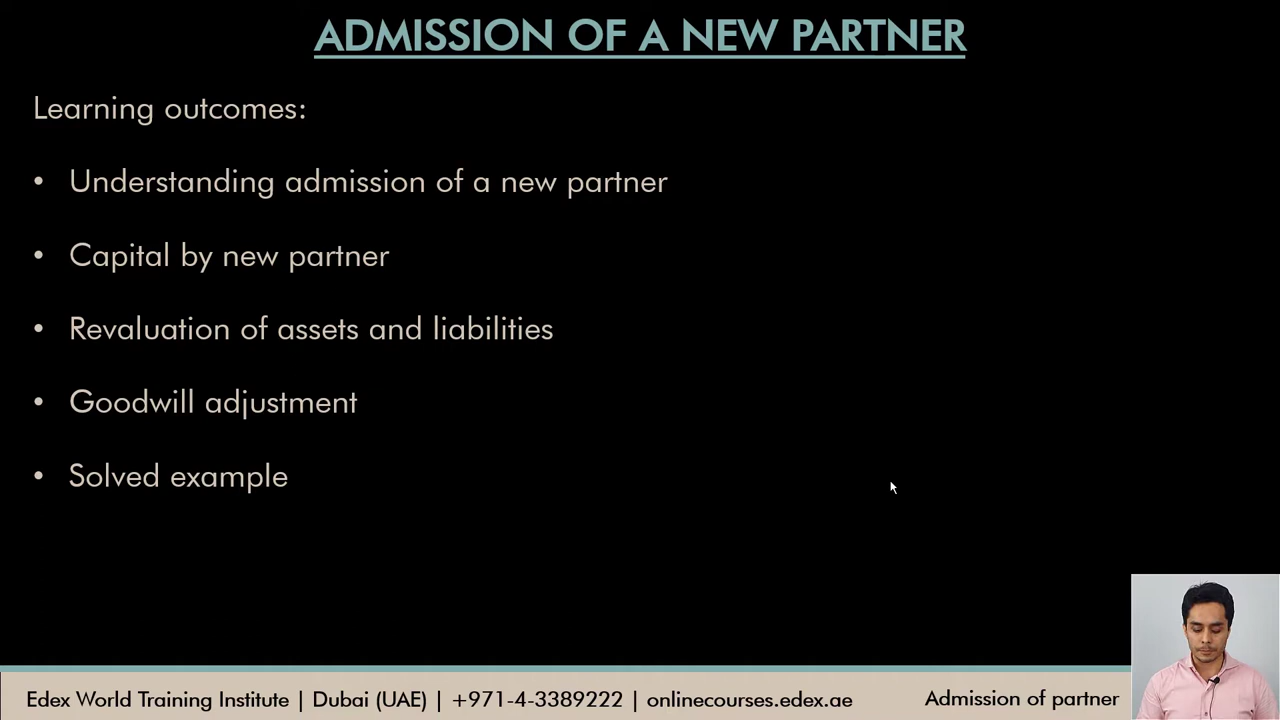 ADMISSION OF A NEW PARTNER
Learning outcomes:
• Understanding admission of a new partner
• Capital by new partner
• Revaluation of assets and liabilities
• Goodwill adjustment
• Solved example
Edex World Training Institute | Dubai (UAE) | +971-4-3389222 | onlinecourses.edex.ae
Admission of partner